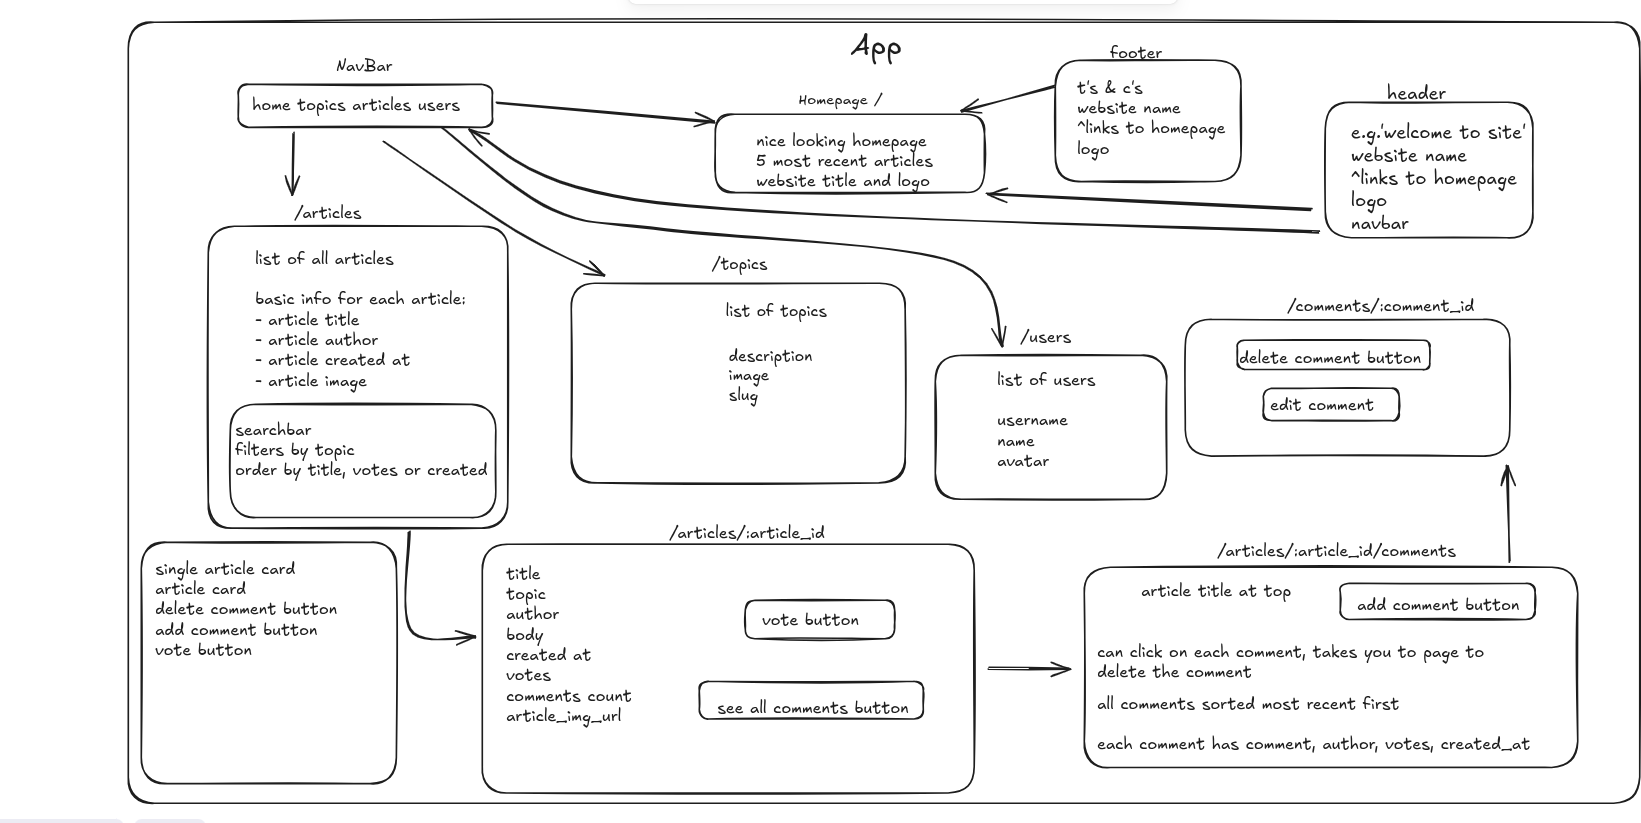 App
NavBar
home topics articles users
Homepage /
nice looking homepage
5 most recent articles
website title and logo
footer
t's & c's
website name
^links to homepage
logo
header
e.g.'welcome to site'
website name
^links to homepage
logo
navbar
/articles
list of all articles
basic info for each article:
- article title
- article author
- article created at
- article image
searchbar
filters by topic
order by title, votes or created
/topics
list of topics
description
image
slug
/users
list of users
username
name
avatar
/comments/:comment_id
delete comment button
edit comment
single article card
article card
delete comment button
add comment button
vote button
/articles/:article_id
title
topic
author
body
created at
votes
comments count
article_img_url
vote button
see all comments button
/articles/:article_id/comments
article title at top
add comment button
can click on each comment, takes you to page to
delete the comment
all comments sorted most recent first
each comment has comment, author, votes, created_at